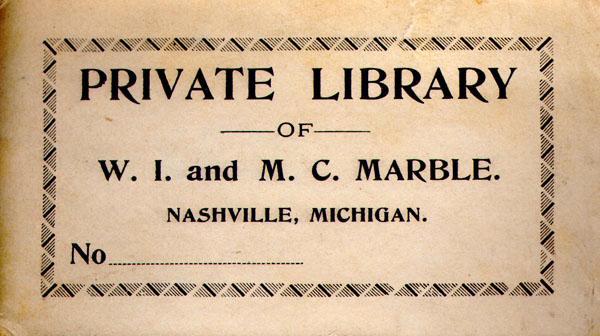 PRIVATE LIBRARY
OF
W. I. and M. C. MARBLE.
NASHVILLE, MICHIGAN.
No